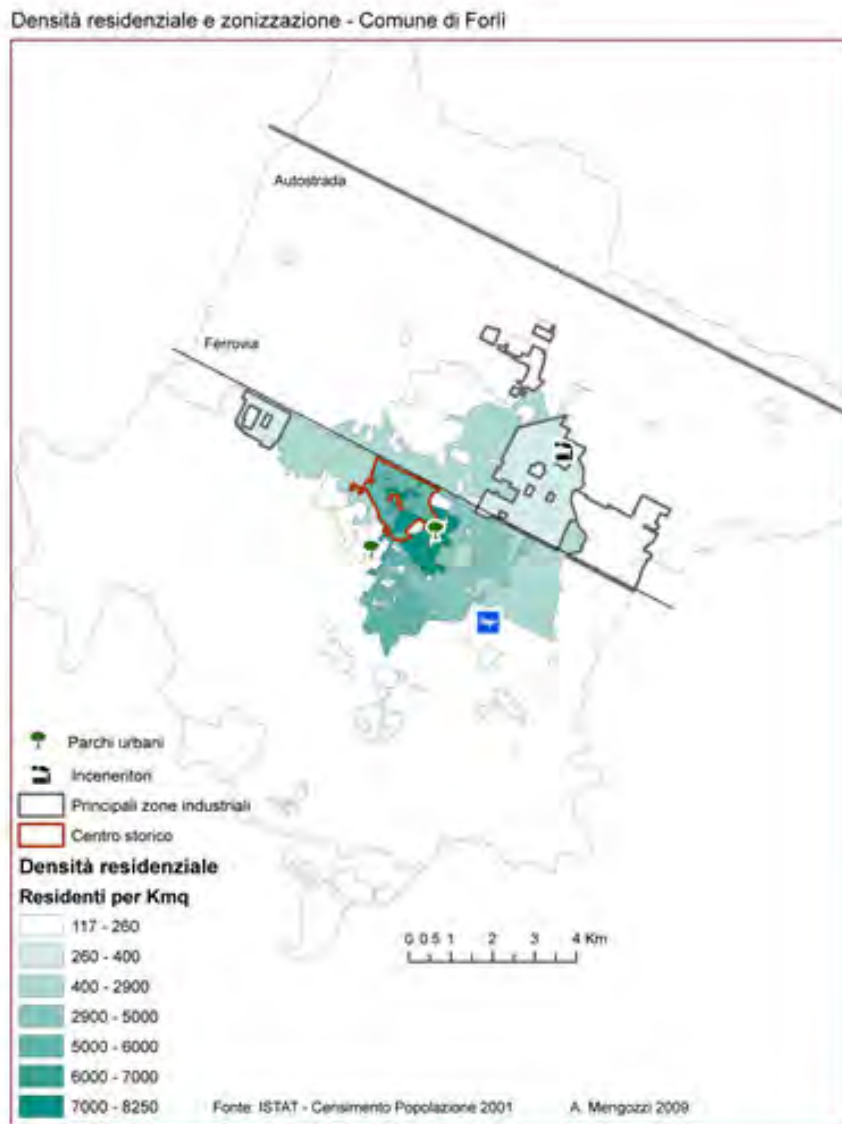 Densità residenziale e zonizzazione - Comune di Forlì
Autostrada
Ferrovia
Parchi urbani
Inceneritori
Principali zone industriali
Centro storico
Densità residenziale
Residenti per Kmq
117 - 260
260 - 400
400 - 2900
2900 - 5000
5000 - 6000
6000 - 7000
7000 - 8250
0 0.5 1 2 3 4 Km
Fonte: ISTAT - Censimento Popolazione 2001 A. Mengozzi 2009